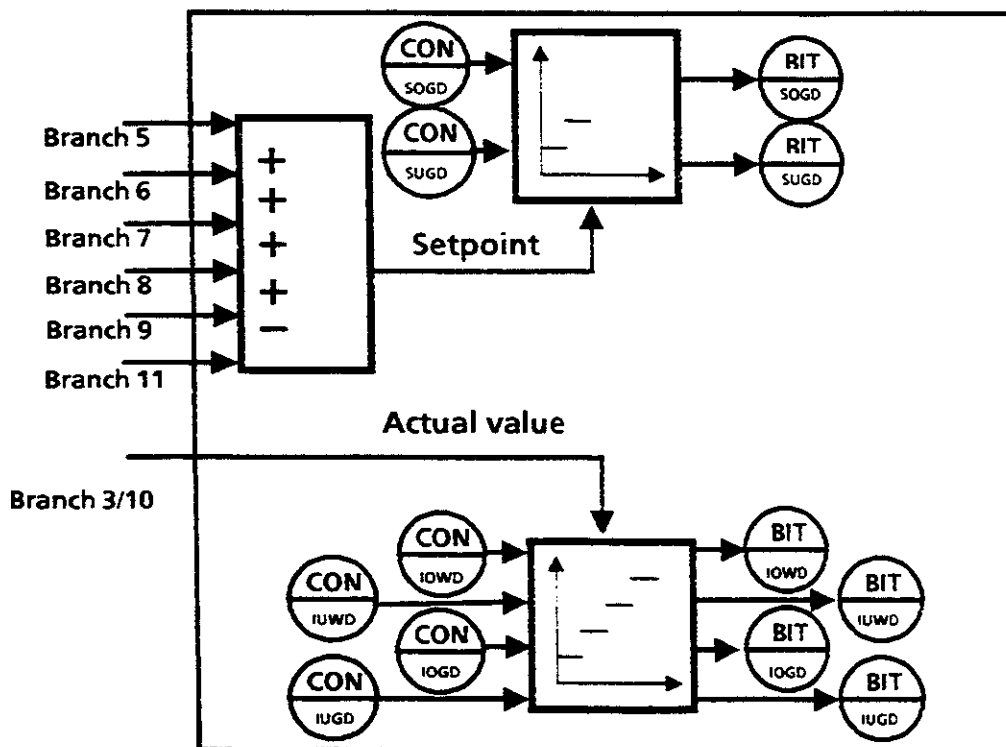 CON
SOGD
BIT
SOGD
CON
SUGD
BIT
SUGD
Branch 5
+
Branch 6
+
Branch 7
+
Setpoint
Branch 8
+
Branch 9
−
Branch 11
Actual value
Branch 3/10
CON
IOWD
BIT
IOWD
CON
IUWD
BIT
IUWD
CON
IOGD
BIT
IOGD
CON
IUGD
BIT
IUGD